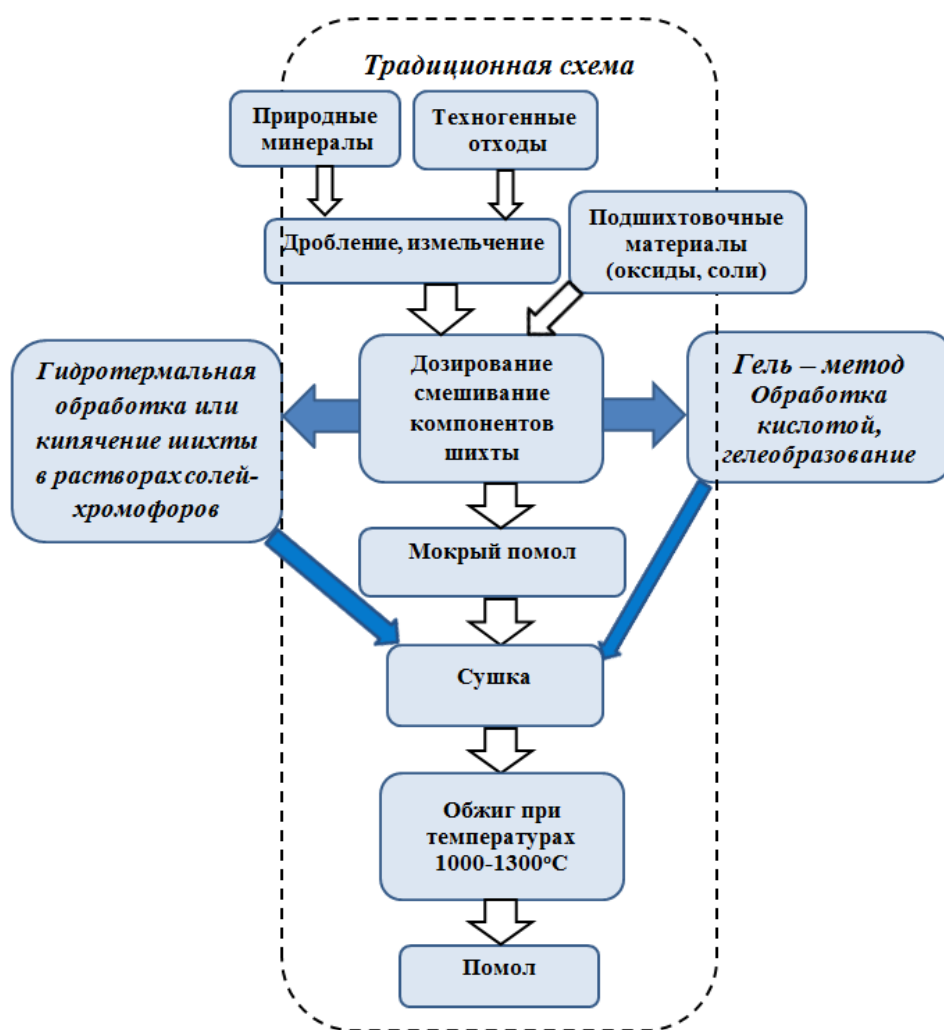 Традиционная схема
Природные
минералы
Техногенные
отходы
Дробление, измельчение
Подшихтовочные
материалы
(оксиды, соли)
Гидротермальная
обработка или
кипячение шихты
в растворах солей-
хромофоров
Дозирование
смешивание
компонентов
шихты
Гель – метод
Обработка
кислотой,
гелеобразование
Мокрый помол
Сушка
Обжиг при
температурах
1000-1300°С
Помол